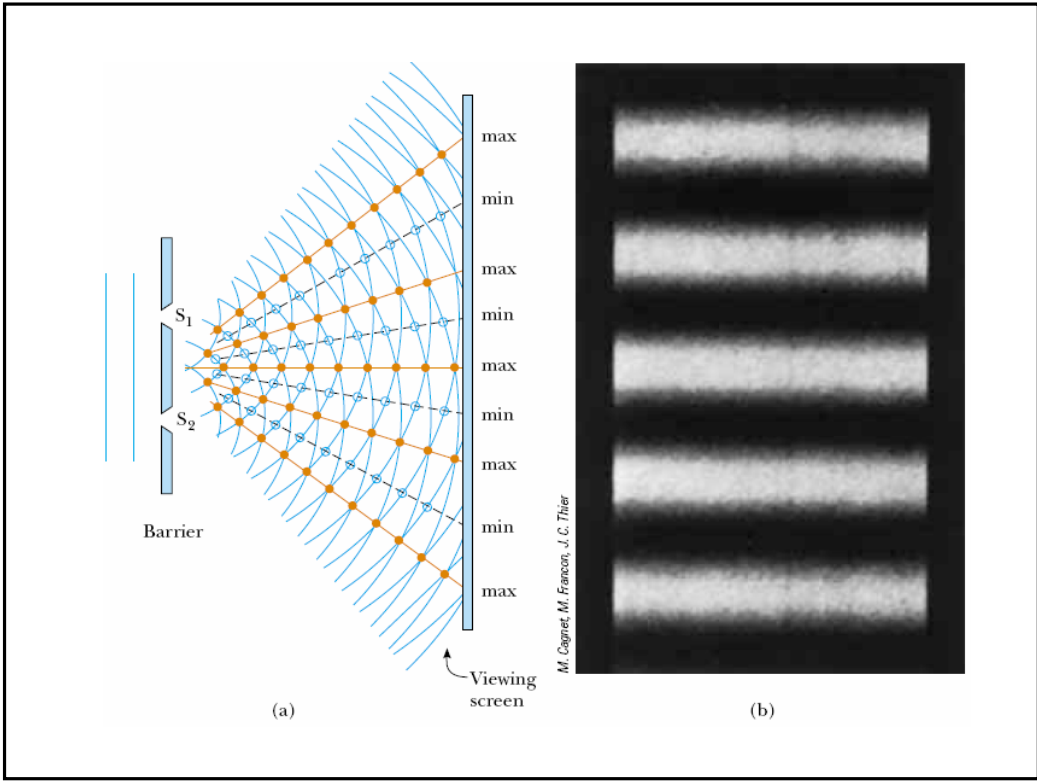 max
min
max
min
max
min
max
min
max
S1
S2
Barrier
Viewing
screen
(a)
M. Cagnet, M. Francon, J. C. Thier
(b)